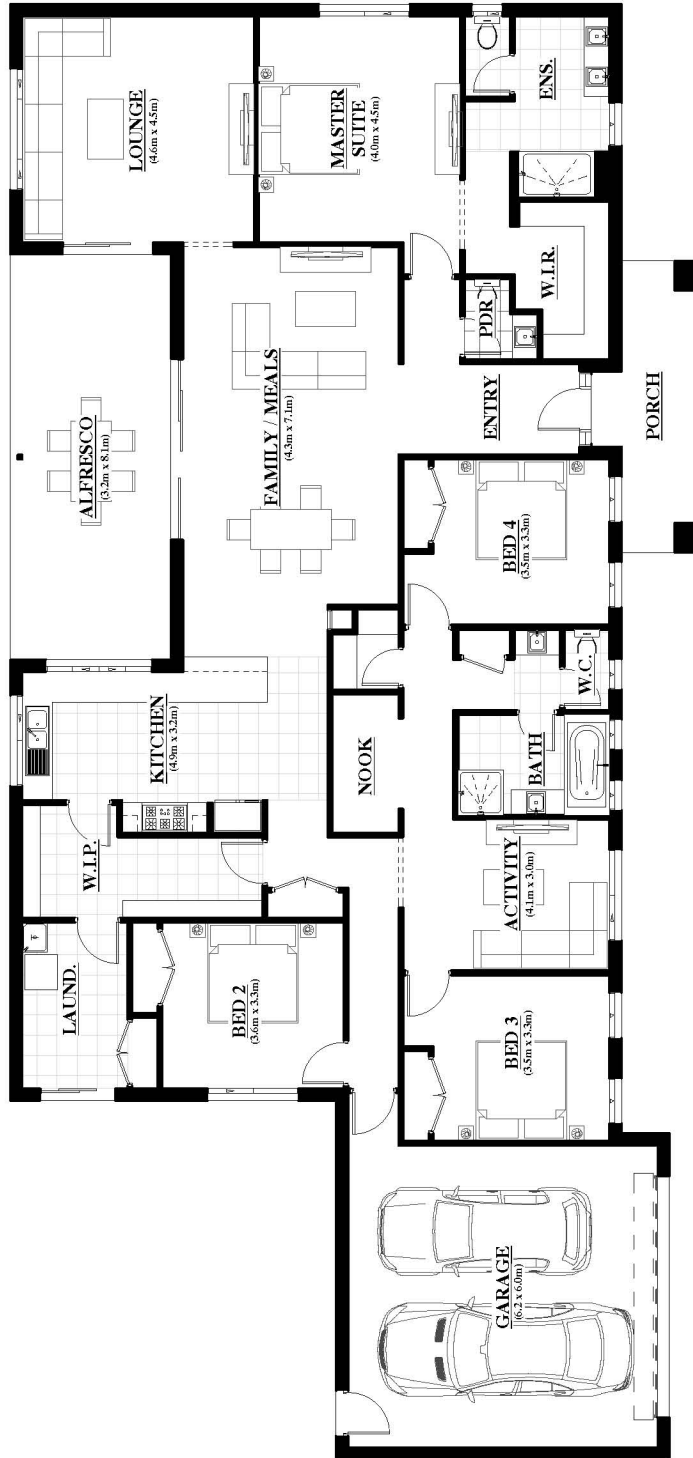 LOUNGE
(4.6m x 4.5m)
MASTER
SUITE
(4.0m x 4.5m)
ENS.
W.I.R.
PDR
ALFRESCO
(3.2m x 8.1m)
FAMILY / MEALS
(4.3m x 7.1m)
ENTRY
PORCH
BED 4
(3.5m x 3.3m)
KITCHEN
(4.9m x 3.2m)
NOOK
W.C.
BATH
W.I.P.
ACTIVITY
(4.1m x 3.0m)
LAUND.
BED 2
(3.6m x 3.3m)
BED 3
(3.5m x 3.3m)
GARAGE
(6.2 x 6.0m)